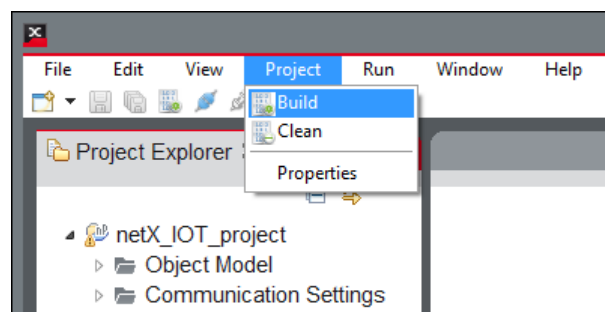 File Edit View Project Run Window Help
Build
Clean
Project Explorer
Properties
netX_IOT_project
Object Model
Communication Settings